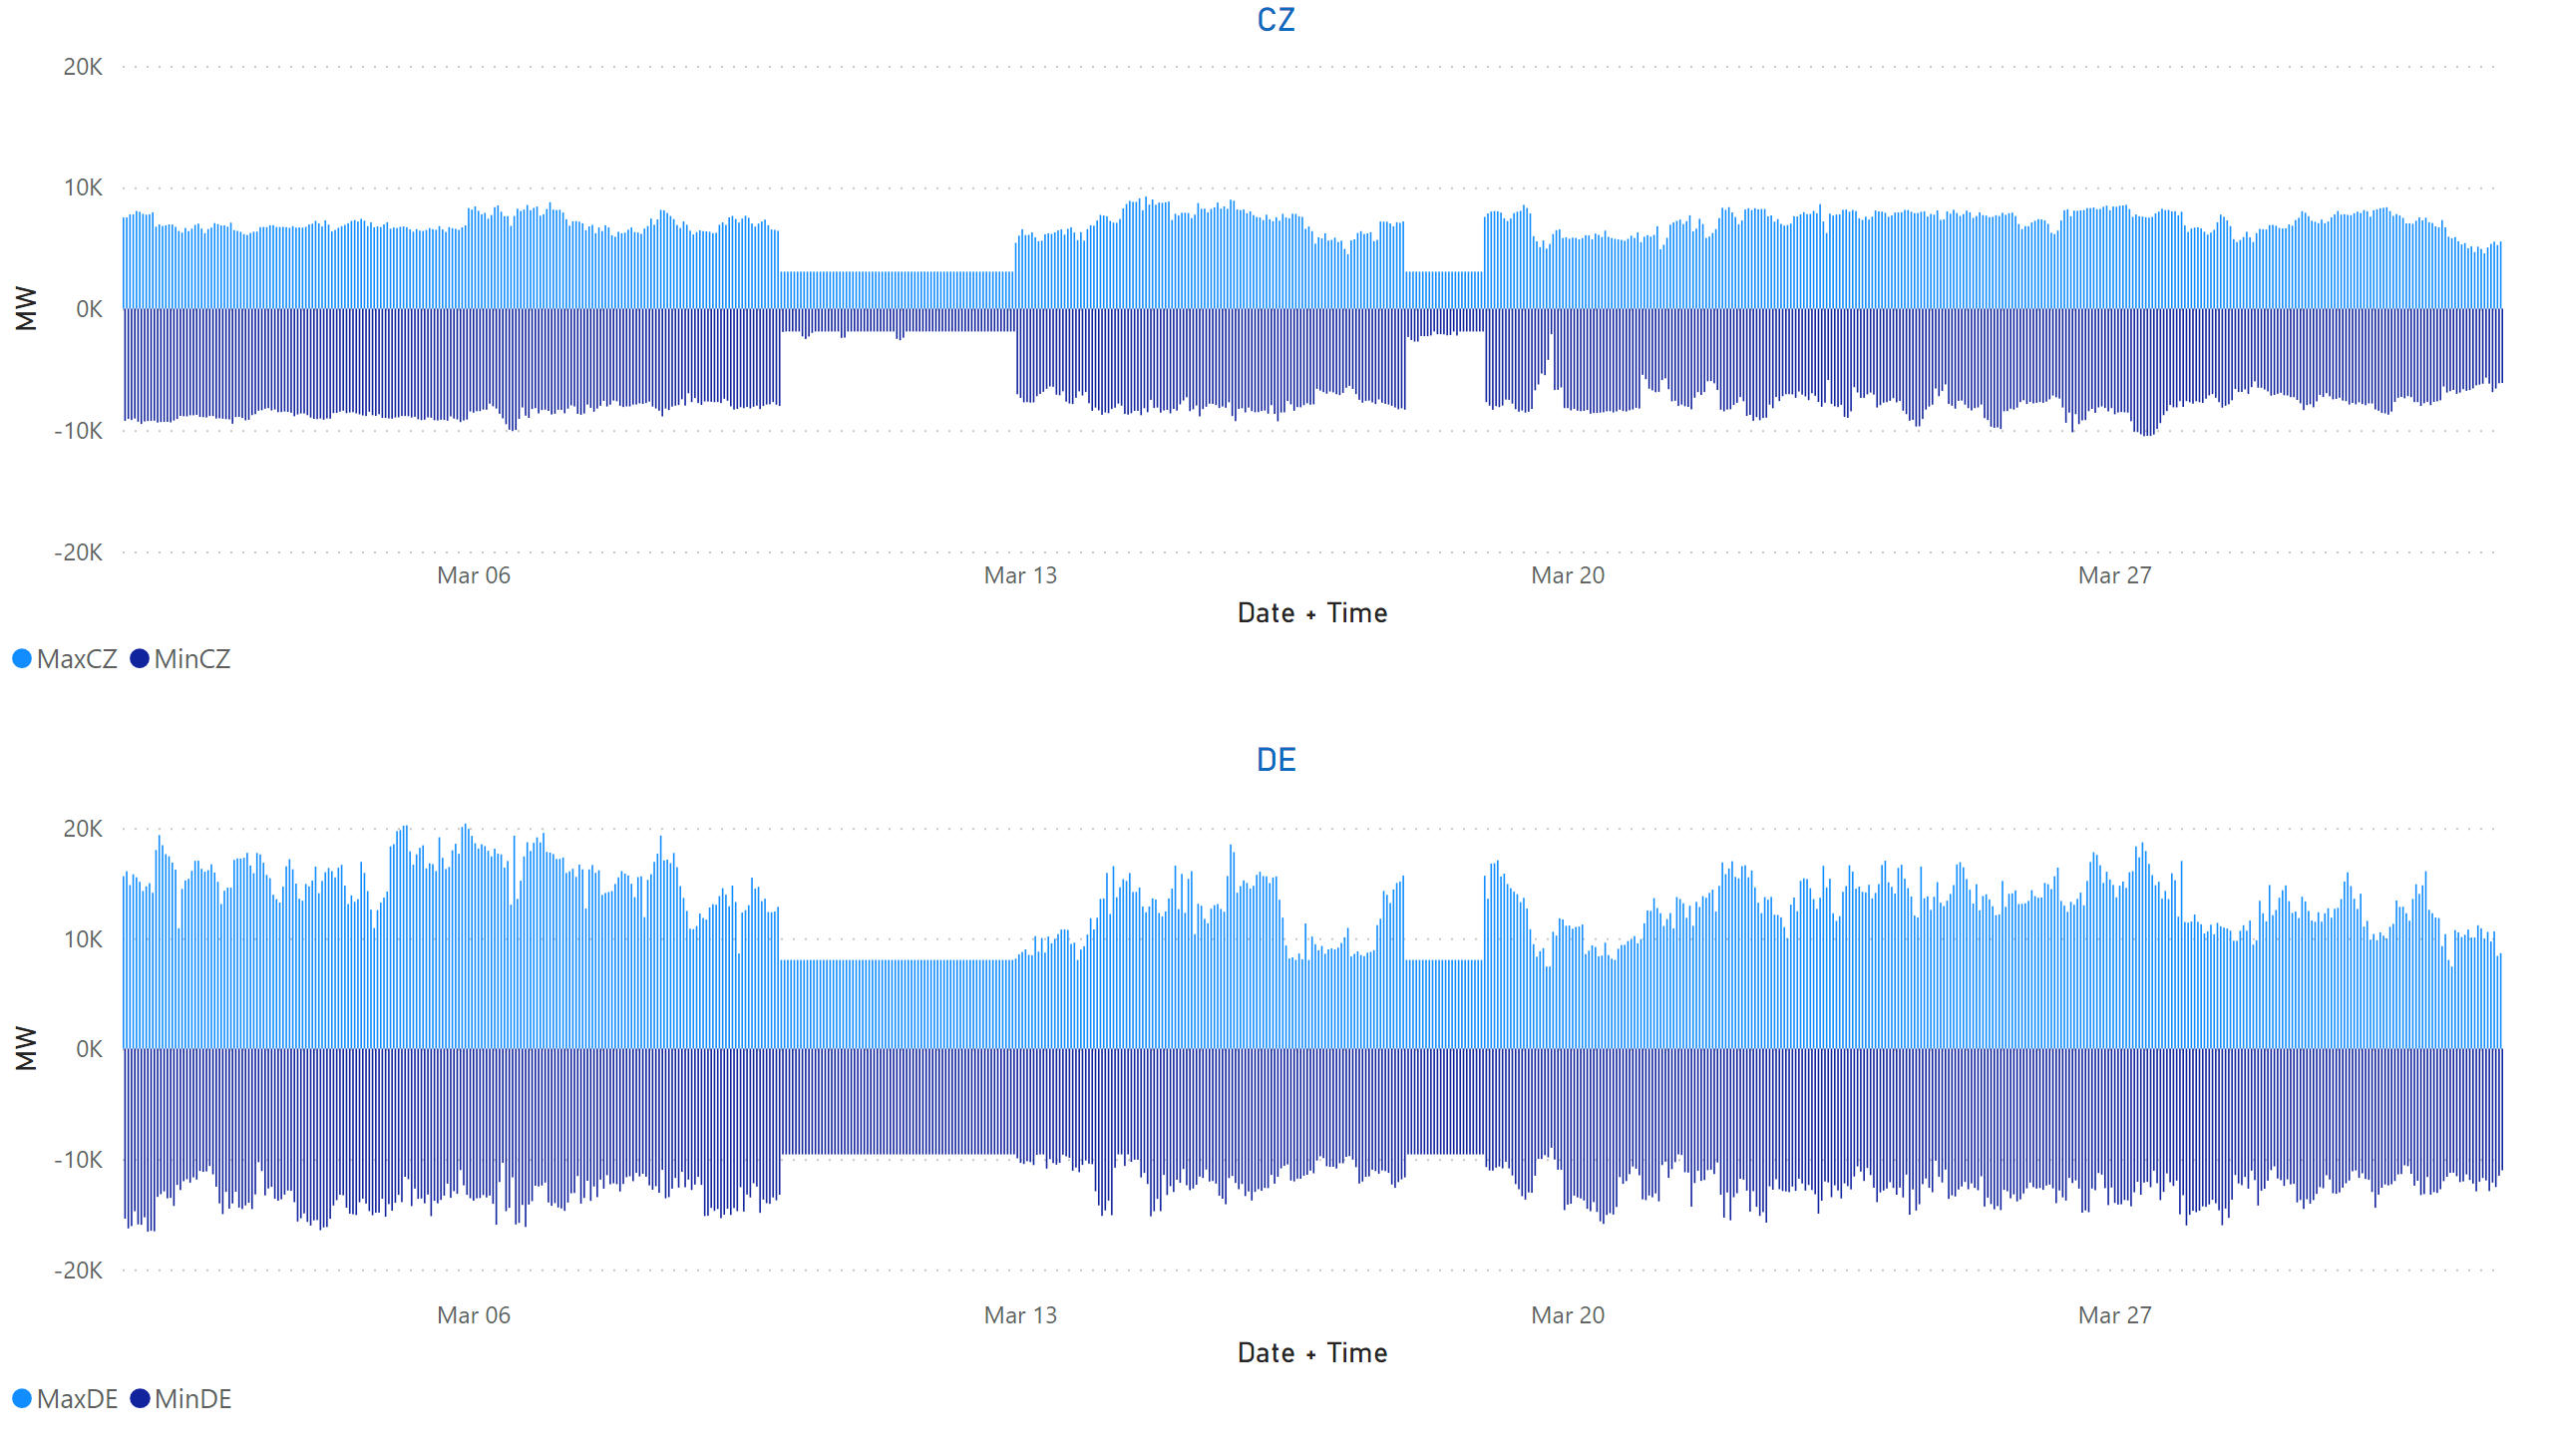 CZ
20K
10K
0K
-10K
-20K
MW
Mar 06 Mar 13 Mar 20 Mar 27
Date + Time
MaxCZ MinCZ
DE
20K
10K
0K
-10K
-20K
MW
Mar 06 Mar 13 Mar 20 Mar 27
Date + Time
MaxDE MinDE